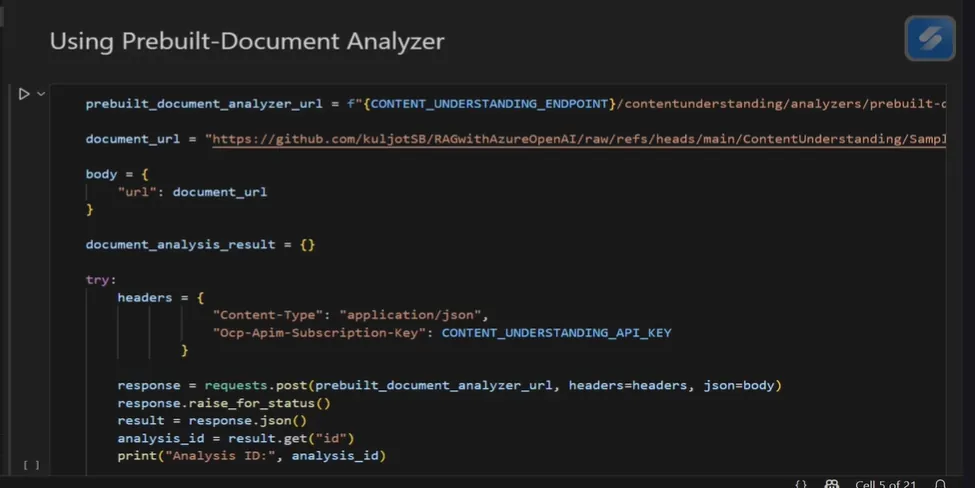 Using Prebuilt-Document Analyzer
prebuilt_document_analyzer_url = f"{CONTENT_UNDERSTANDING_ENDPOINT}/contentunderstanding/analyzers/prebuilt-d
document_url = "https://github.com/kuljotSB/RAGwithAzureOpenAI/raw/refs/heads/main/ContentUnderstanding/Sampl
body = {
    "url": document_url
}
document_analysis_result = {}
try:
    headers = {
                "Content-Type": "application/json",
                "Ocp-Apim-Subscription-Key": CONTENT_UNDERSTANDING_API_KEY
            }
    response = requests.post(prebuilt_document_analyzer_url, headers=headers, json=body)
    response.raise_for_status()
    result = response.json()
    analysis_id = result.get("id")
    print("Analysis ID:", analysis_id)
[ ]
{} Cell 5 of 21